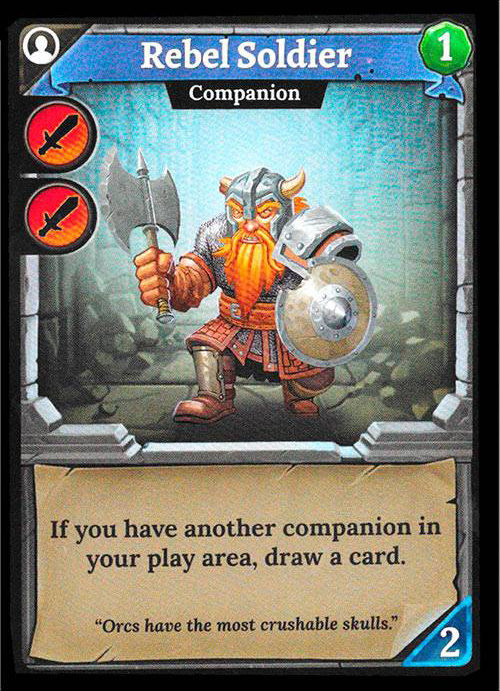 Rebel Soldier
1
Companion
If you have another companion in
your play area, draw a card.
“Orcs have the most crushable skulls.”
2